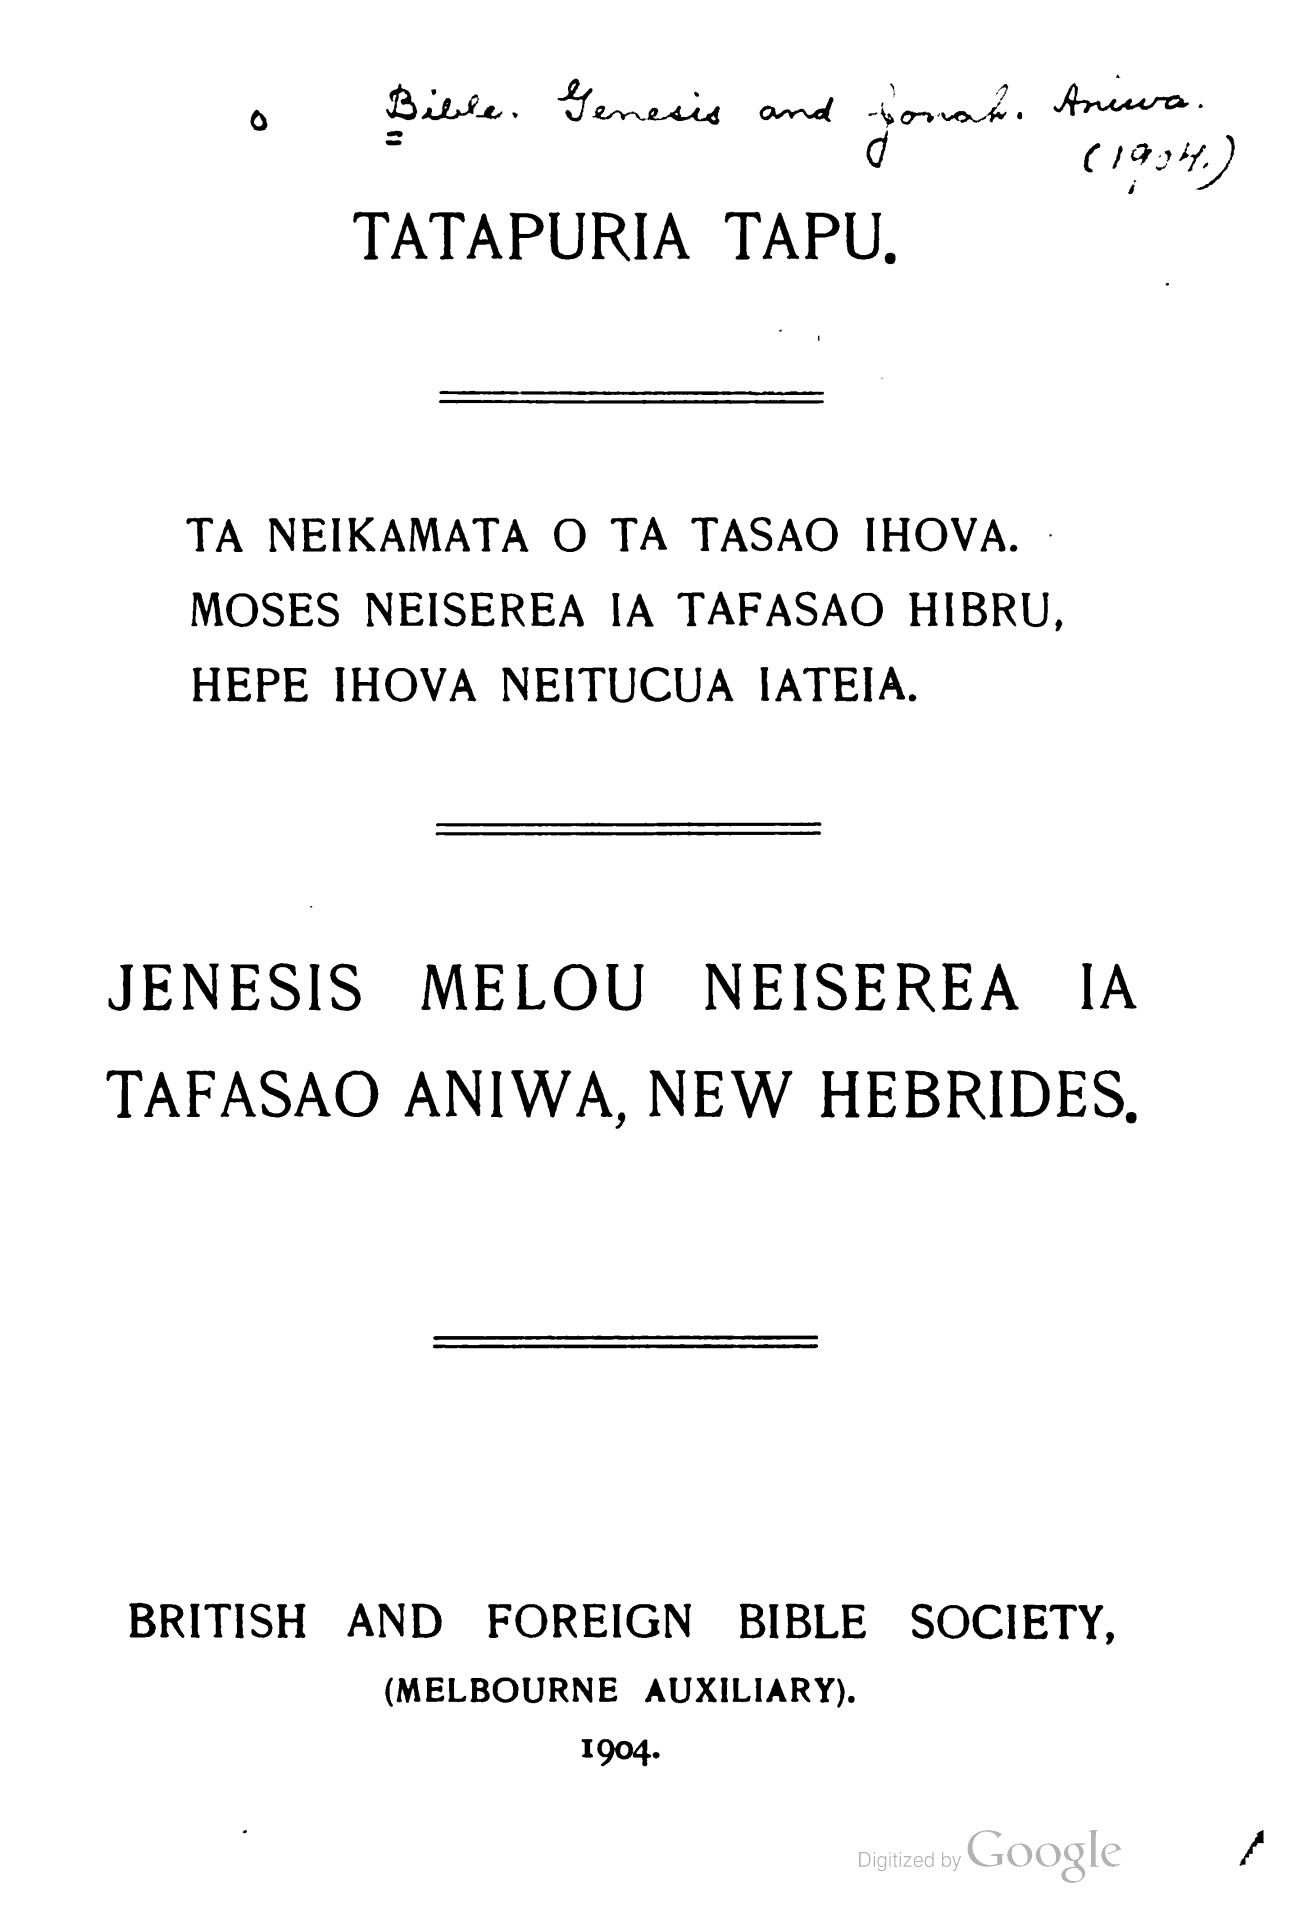 Bible. Genesis and Jonah. Aniwa.
(1904.)
TATAPURIA TAPU.
TA NEIKAMATA O TA TASAO IHOVA.
MOSES NEISEREA IA TAFASAO HIBRU,
HEPE IHOVA NEITUCUA IATEIA.
JENESIS MELOU NEISEREA IA
TAFASAO ANIWA, NEW HEBRIDES.
BRITISH AND FOREIGN BIBLE SOCIETY,
(MELBOURNE AUXILIARY).
1904.
Digitized by Google